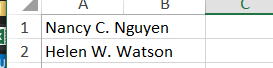 A B C
1 Nancy C. Nguyen
2 Helen W. Watson